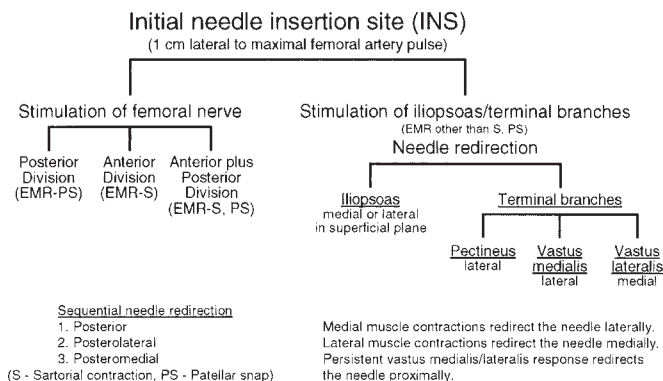 Initial needle insertion site (INS)
(1 cm lateral to maximal femoral artery pulse)
Stimulation of femoral nerve
Stimulation of iliopsoas/terminal branches
(EMR other than S, PS)
Needle redirection
Posterior
Division
(EMR-PS)
Anterior
Division
(EMR-S)
Anterior plus
Posterior
Division
(EMR-S, PS)
Iliopsoas
medial or lateral
in superficial plane
Terminal branches
Pectineus
lateral
Vastus
medialis
lateral
Vastus
lateralis
medial
Sequential needle redirection
1. Posterior
2. Posterolateral
3. Posteromedial
(S - Sartorial contraction, PS - Patellar snap)
Medial muscle contractions redirect the needle laterally.
Lateral muscle contractions redirect the needle medially.
Persistent vastus medialis/lateralis response redirects
the needle proximally.